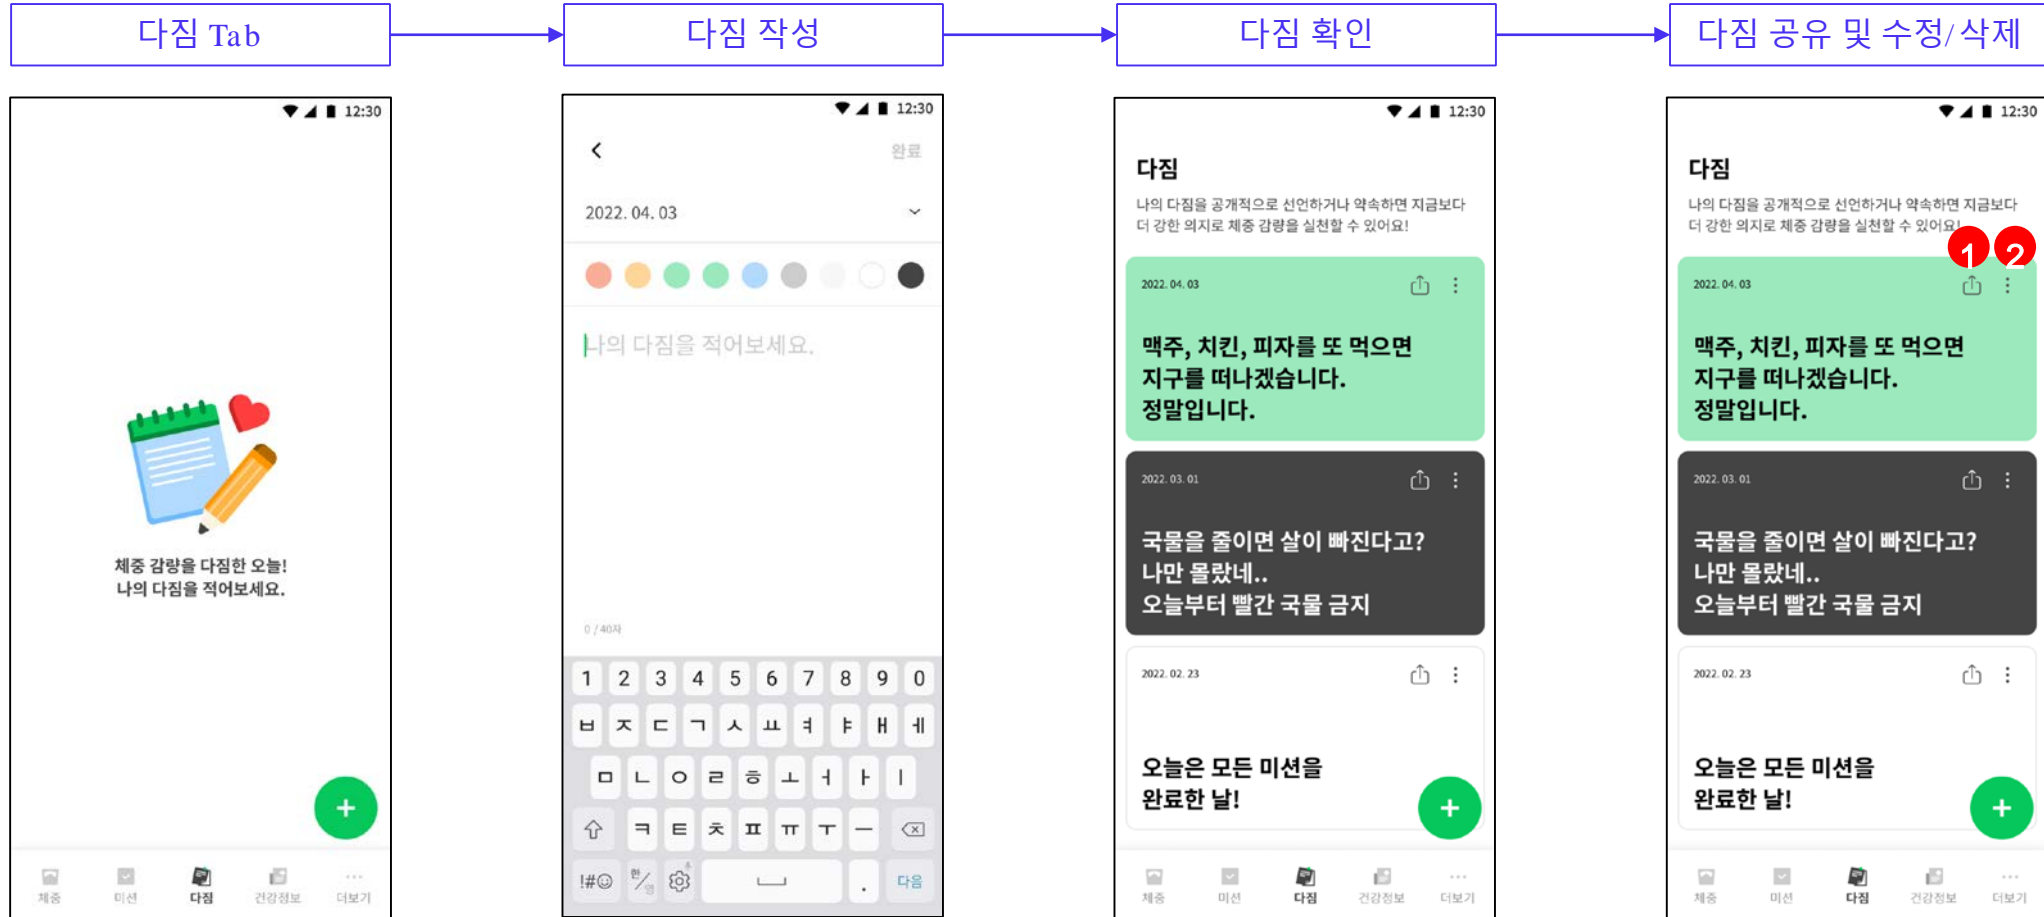 다짐 Tab
다짐 작성
다짐 확인
다짐 공유 및 수정/삭제
12:30
체중 감량을 다짐한 오늘!
나의 다짐을 적어보세요.
+
체중 미션 다짐 건강정보 더보기
12:30
완료
2022. 04. 03
나의 다짐을 적어보세요.
0 / 40자
1 2 3 4 5 6 7 8 9 0
ㅂ ㅈ ㄷ ㄱ ㅅ ㅛ ㅕ ㅑ ㅐ ㅔ
ㅁ ㄴ ㅇ ㄹ ㅎ ㅗ ㅓ ㅏ ㅣ
ㅋ ㅌ ㅊ ㅍ ㅠ ㅜ ㅡ
!#☺ 한/영 . 다음
12:30
다짐
나의 다짐을 공개적으로 선언하거나 약속하면 지금보다
더 강한 의지로 체중 감량을 실천할 수 있어요!
2022. 04. 03
맥주, 치킨, 피자를 또 먹으면
지구를 떠나겠습니다.
정말입니다.
2022. 03. 01
국물을 줄이면 살이 빠진다고?
나만 몰랐네..
오늘부터 빨간 국물 금지
2022. 02. 23
오늘은 모든 미션을
완료한 날!
+
체중 미션 다짐 건강정보 더보기
12:30
다짐
나의 다짐을 공개적으로 선언하거나 약속하면 지금보다
더 강한 의지로 체중 감량을 실천할 수 있어요!
1 2
2022. 04. 03
맥주, 치킨, 피자를 또 먹으면
지구를 떠나겠습니다.
정말입니다.
2022. 03. 01
국물을 줄이면 살이 빠진다고?
나만 몰랐네..
오늘부터 빨간 국물 금지
2022. 02. 23
오늘은 모든 미션을
완료한 날!
+
체중 미션 다짐 건강정보 더보기